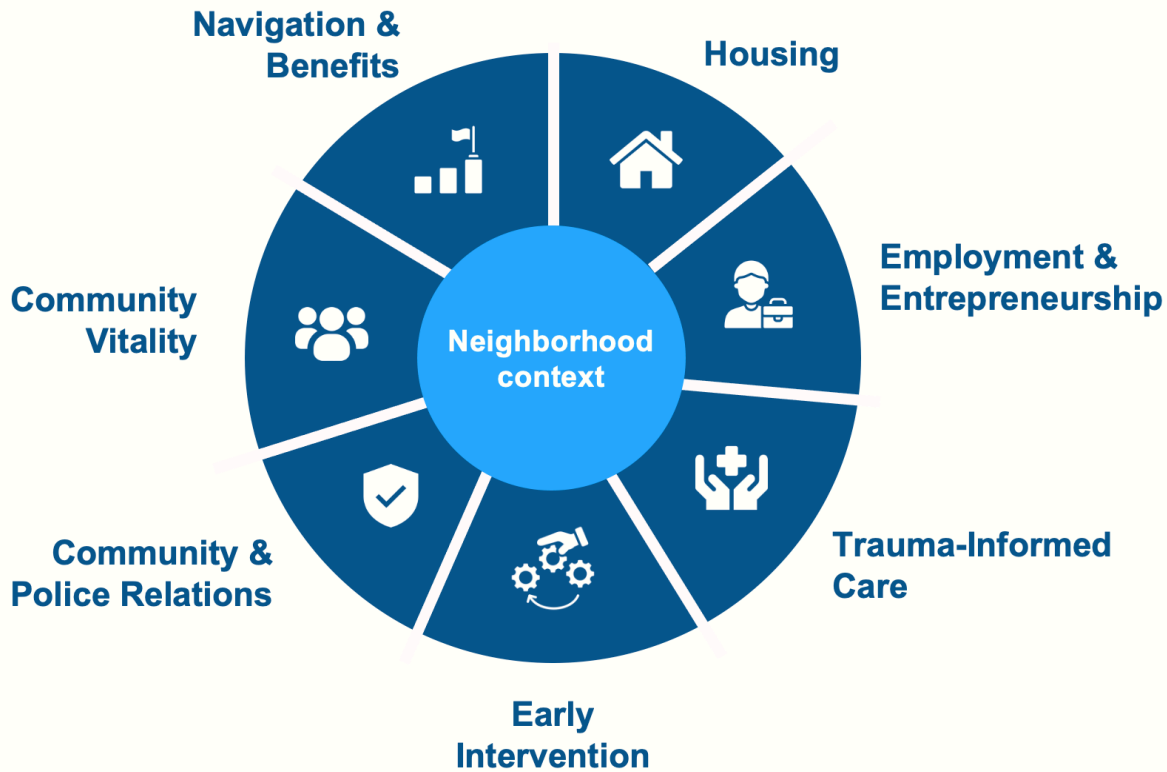 Navigation &
Benefits
Housing
Employment &
Entrepreneurship
Trauma-Informed
Care
Early
Intervention
Community &
Police Relations
Community
Vitality
Neighborhood
context